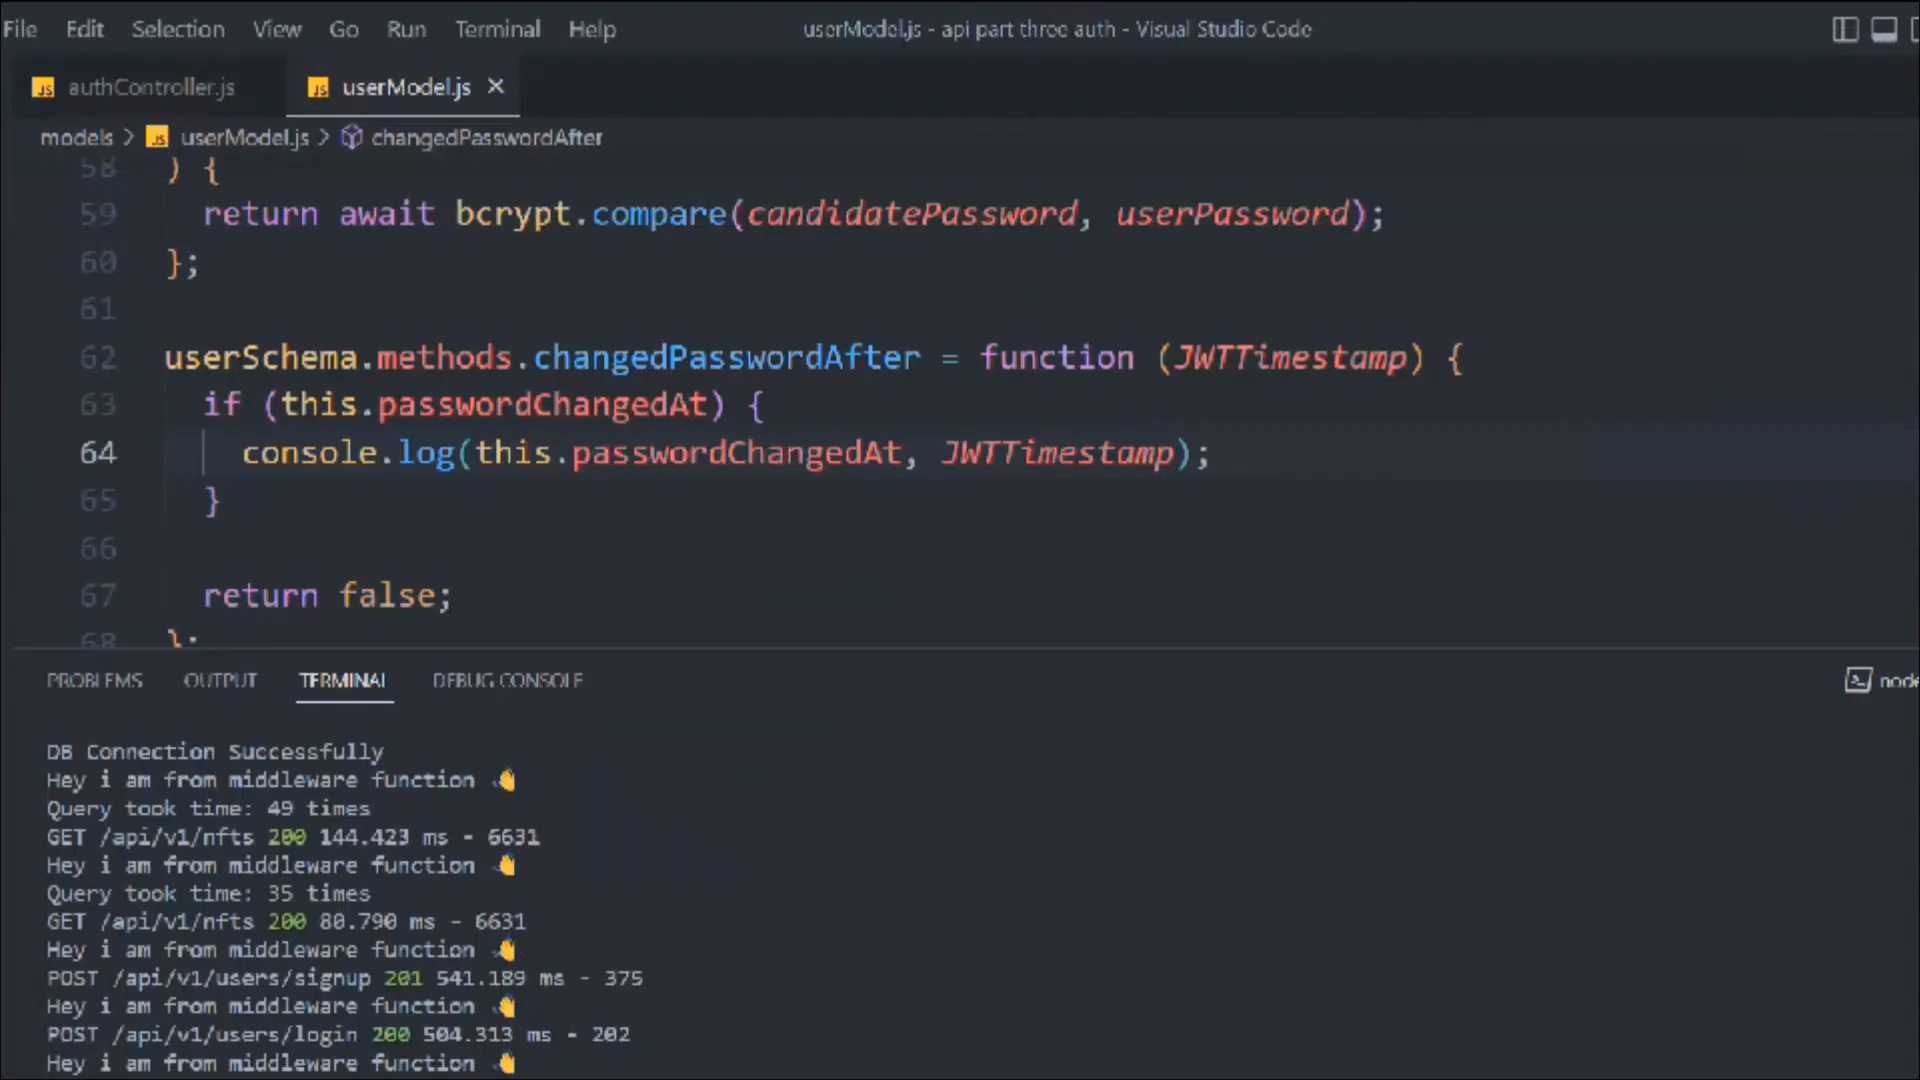 File Edit Selection View Go Run Terminal Help userModel.js - api part three auth - Visual Studio Code
JS authController.js JS userModel.js
models > JS userModel.js > changedPasswordAfter
58 ) {
59 return await bcrypt.compare(candidatePassword, userPassword);
60 };
61
62 userSchema.methods.changedPasswordAfter = function (JWTTimestamp) {
63 if (this.passwordChangedAt) {
64 console.log(this.passwordChangedAt, JWTTimestamp);
65 }
66
67 return false;
68 };
PROBLEMS OUTPUT TERMINAL DEBUG CONSOLE node
DB Connection Successfully
Hey i am from middleware function 👋
Query took time: 49 times
GET /api/v1/nfts 200 144.423 ms - 6631
Hey i am from middleware function 👋
Query took time: 35 times
GET /api/v1/nfts 200 80.790 ms - 6631
Hey i am from middleware function 👋
POST /api/v1/users/signup 201 541.189 ms - 375
Hey i am from middleware function 👋
POST /api/v1/users/login 200 504.313 ms - 202
Hey i am from middleware function 👋